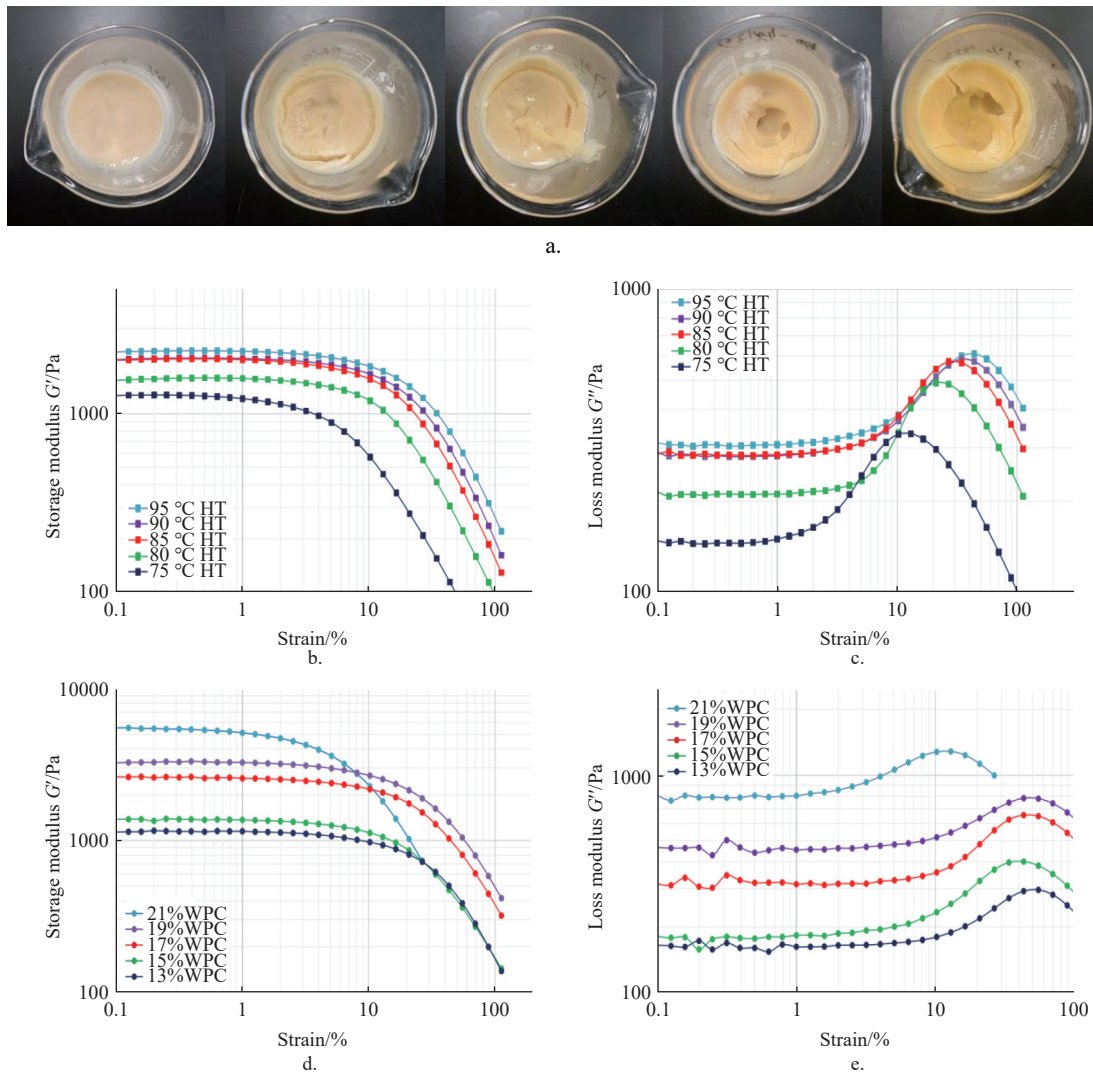 a.
Storage modulus G′/Pa
1000
100
95 ℃ HT
90 ℃ HT
85 ℃ HT
80 ℃ HT
75 ℃ HT
0.1
1
10
100
Strain/%
b.
Loss modulus G′′/Pa
1000
100
95 ℃ HT
90 ℃ HT
85 ℃ HT
80 ℃ HT
75 ℃ HT
0.1
1
10
100
Strain/%
c.
Storage modulus G′/Pa
10000
1000
100
21%WPC
19%WPC
17%WPC
15%WPC
13%WPC
0.1
1
10
100
Strain/%
d.
Loss modulus G′′/Pa
1000
100
21%WPC
19%WPC
17%WPC
15%WPC
13%WPC
0.1
1
10
100
Strain/%
e.